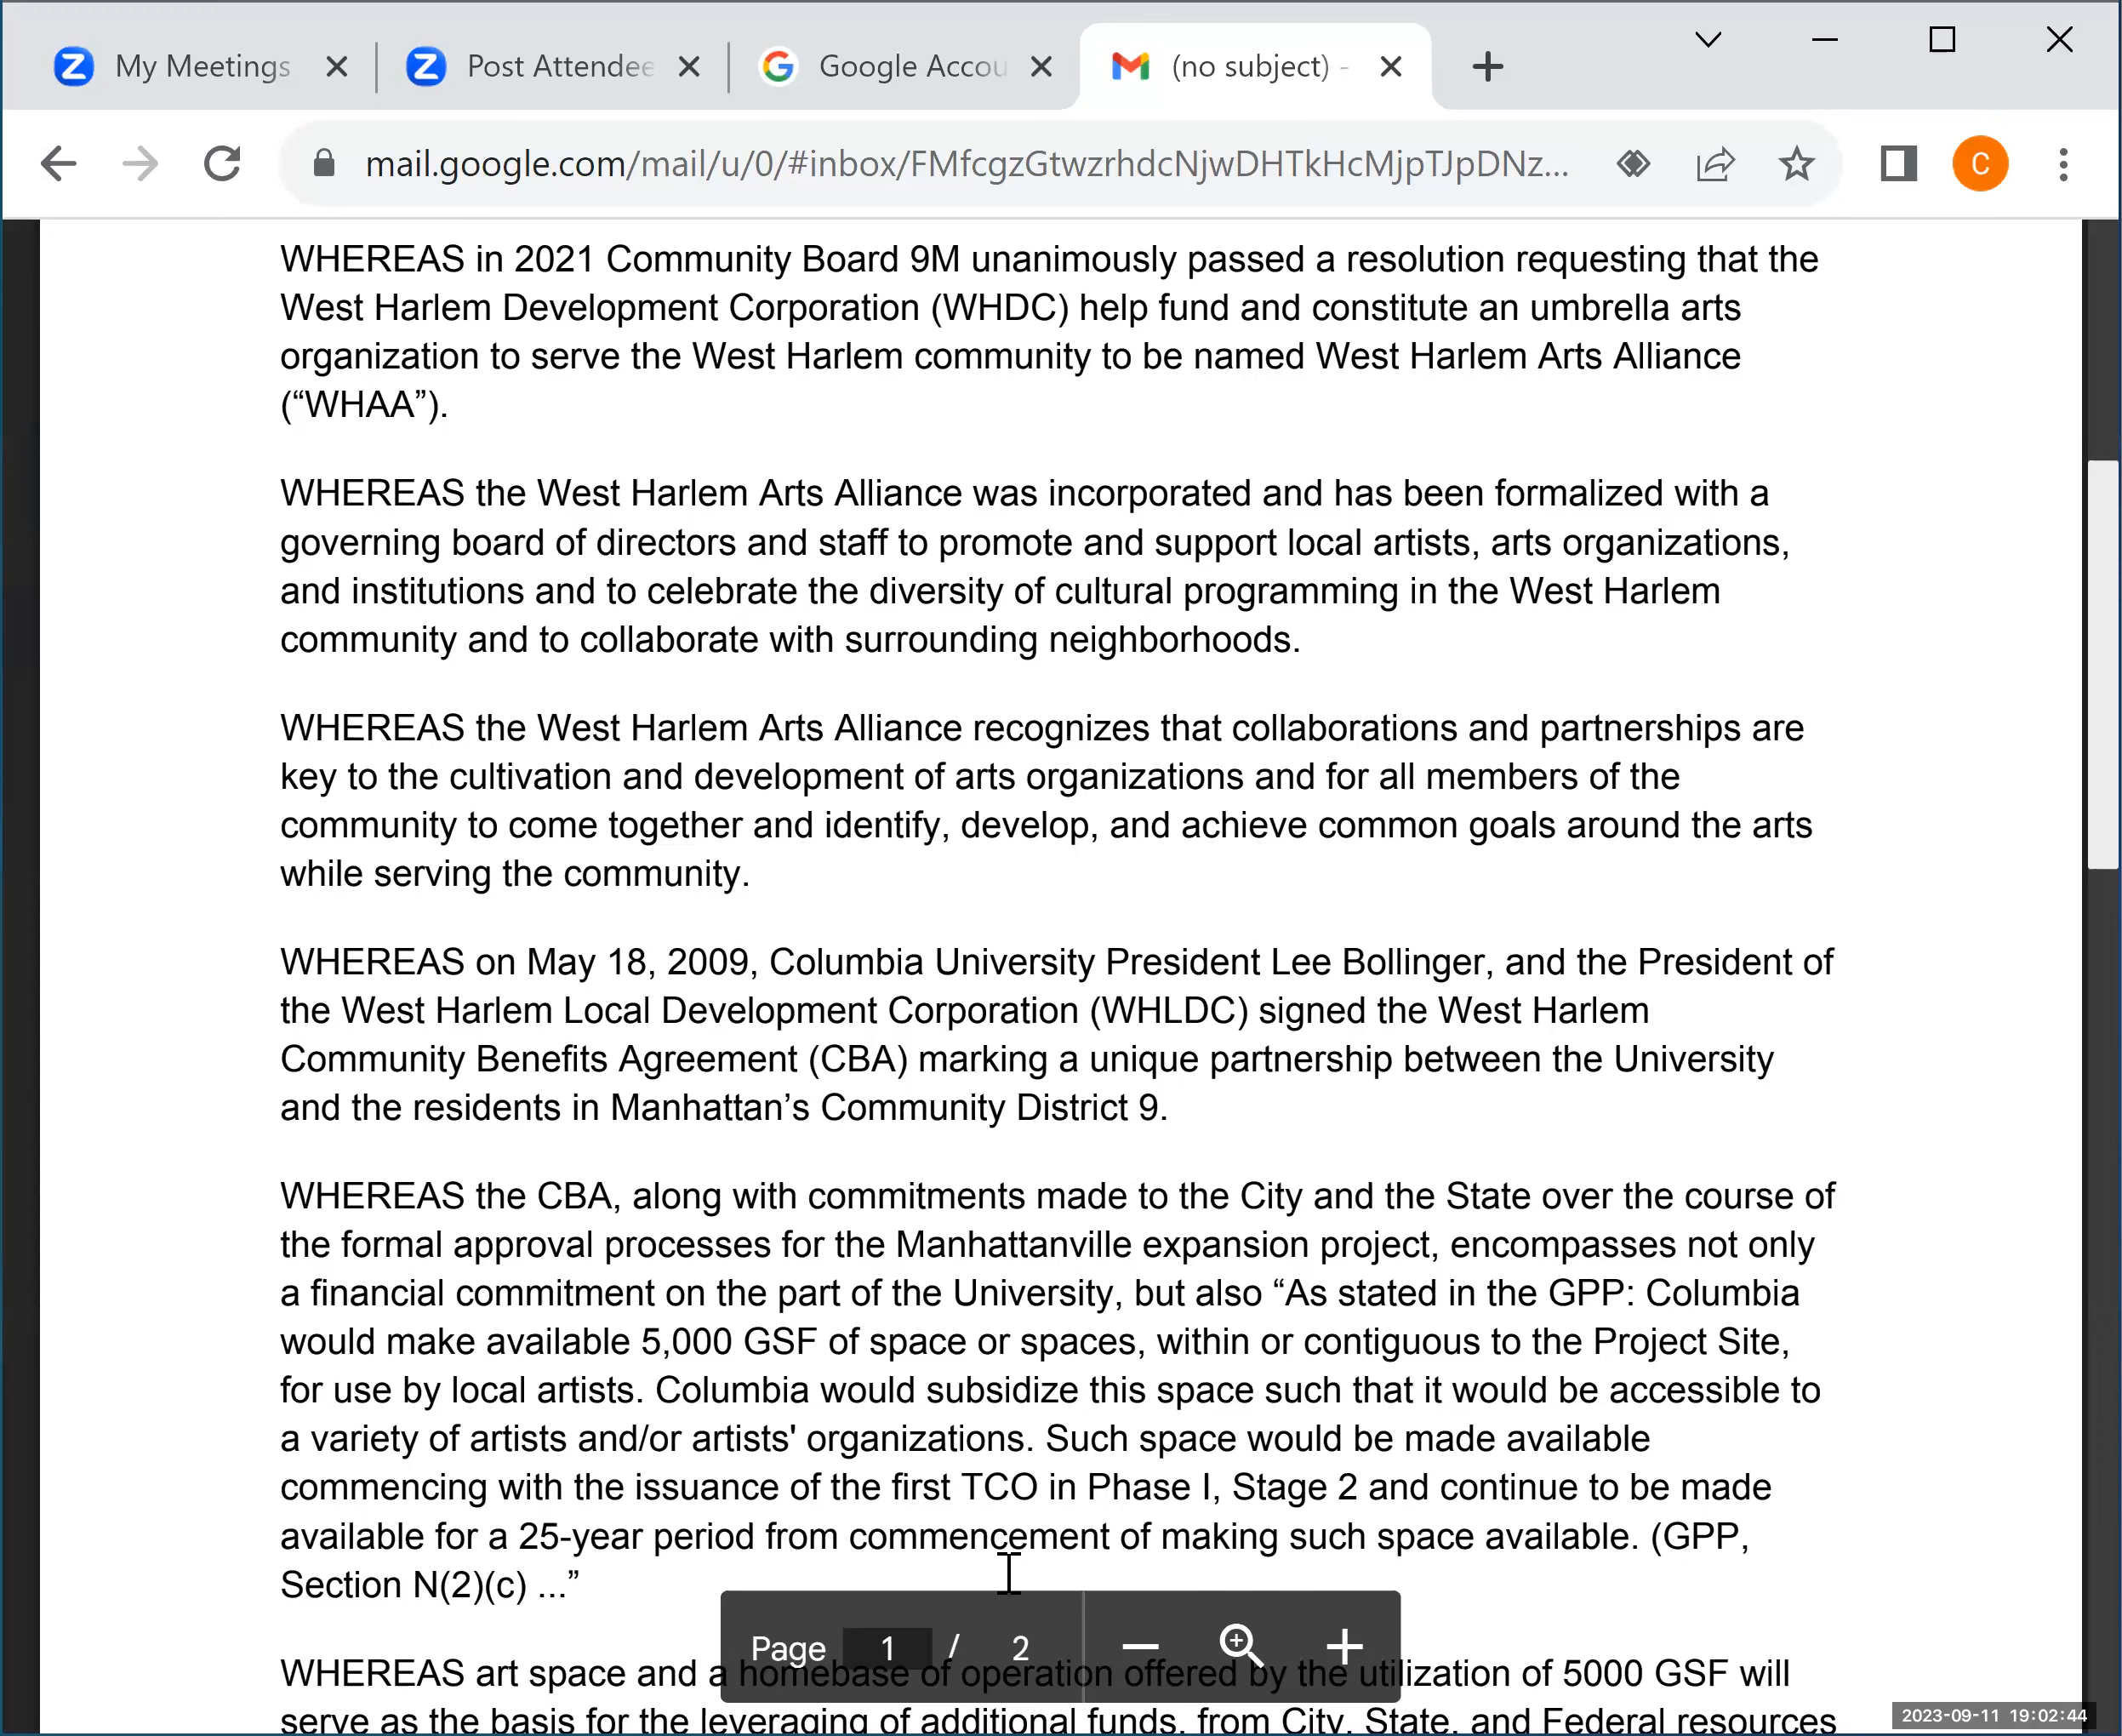 My Meetings
Post Attendee
Google Accou
(no subject) -
mail.google.com/mail/u/0/#inbox/FMfcgzGtwzrhdcNjwDHTkHcMjpTJpDNz...
C
WHEREAS in 2021 Community Board 9M unanimously passed a resolution requesting that the
West Harlem Development Corporation (WHDC) help fund and constitute an umbrella arts
organization to serve the West Harlem community to be named West Harlem Arts Alliance
(“WHAA”).
WHEREAS the West Harlem Arts Alliance was incorporated and has been formalized with a
governing board of directors and staff to promote and support local artists, arts organizations,
and institutions and to celebrate the diversity of cultural programming in the West Harlem
community and to collaborate with surrounding neighborhoods.
WHEREAS the West Harlem Arts Alliance recognizes that collaborations and partnerships are
key to the cultivation and development of arts organizations and for all members of the
community to come together and identify, develop, and achieve common goals around the arts
while serving the community.
WHEREAS on May 18, 2009, Columbia University President Lee Bollinger, and the President of
the West Harlem Local Development Corporation (WHLDC) signed the West Harlem
Community Benefits Agreement (CBA) marking a unique partnership between the University
and the residents in Manhattan’s Community District 9.
WHEREAS the CBA, along with commitments made to the City and the State over the course of
the formal approval processes for the Manhattanville expansion project, encompasses not only
a financial commitment on the part of the University, but also “As stated in the GPP: Columbia
would make available 5,000 GSF of space or spaces, within or contiguous to the Project Site,
for use by local artists. Columbia would subsidize this space such that it would be accessible to
a variety of artists and/or artists' organizations. Such space would be made available
commencing with the issuance of the first TCO in Phase I, Stage 2 and continue to be made
available for a 25-year period from commencement of making such space available. (GPP,
Section N(2)(c) ...”
Page 1 / 2
WHEREAS art space and a homebase of operation offered by the utilization of 5000 GSF will
serve as the basis for the leveraging of additional funds, from City, State, and Federal resources
2023-09-11 19:02:44